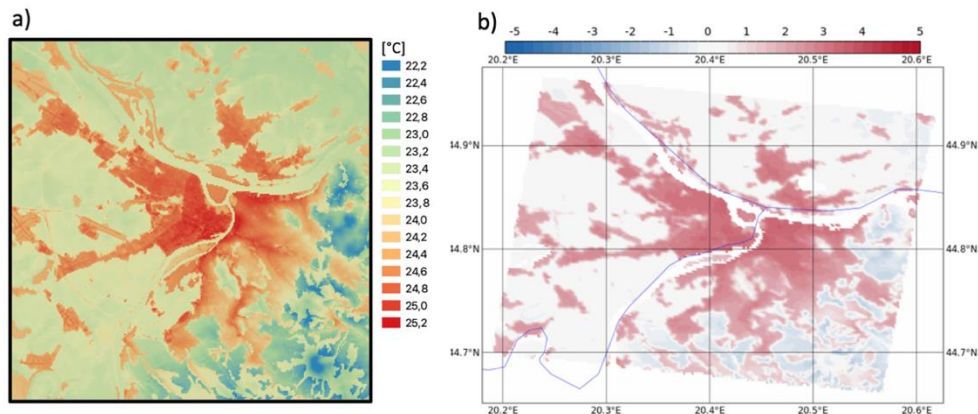 a)
[°C]
22,2
22,4
22,6
22,8
23,0
23,2
23,4
23,6
23,8
24,0
24,2
24,4
24,6
24,8
25,0
25,2
b)
-5 -4 -3 -2 -1 0 1 2 3 4 5
20.2°E 20.3°E 20.4°E 20.5°E 20.6°E
14.9°N 44.9°N
14.8°N 44.8°N
14.7°N 44.7°N
20.2°E 20.3°E 20.4°E 20.5°E 20.6°E